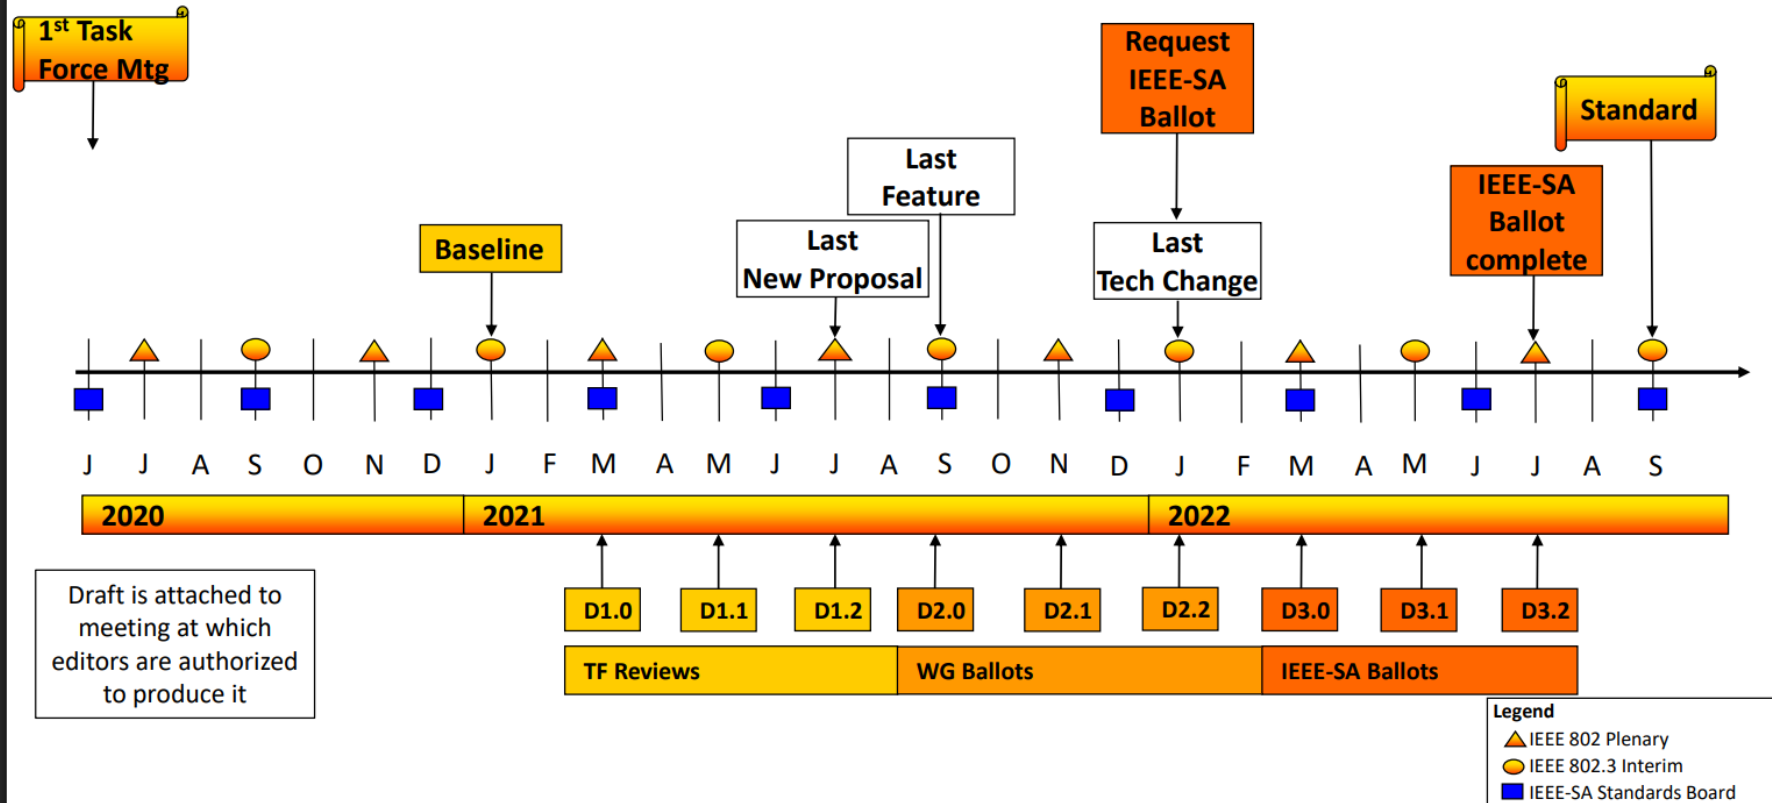 1st Task
Force Mtg
Request
IEEE-SA
Ballot
Standard
Last
Feature
IEEE-SA
Ballot
complete
Baseline
Last
New Proposal
Last
Tech Change
J J A S O N D J F M A M J J A S O N D J F M A M J J A S
2020 2021 2022
D1.0 D1.1 D1.2 D2.0 D2.1 D2.2 D3.0 D3.1 D3.2
TF Reviews WG Ballots IEEE-SA Ballots
Draft is attached to
meeting at which
editors are authorized
to produce it
Legend
IEEE 802 Plenary
IEEE 802.3 Interim
IEEE-SA Standards Board